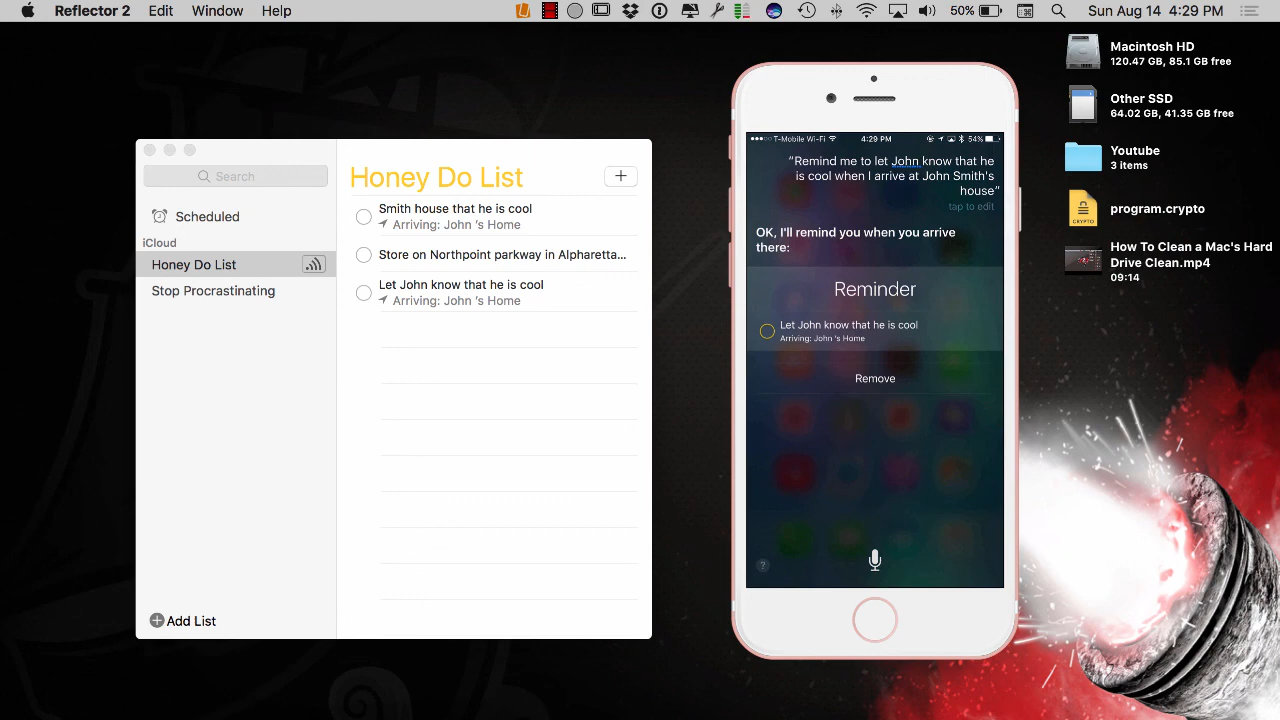 Reflector 2 Edit Window Help 50% Sun Aug 14 4:29 PM
Macintosh HD
120.47 GB, 85.1 GB free
Other SSD
64.02 GB, 41.35 GB free
Youtube
3 items
program.crypto
CRYPTO
How To Clean a Mac's Hard
Drive Clean.mp4
09:14
Search
Scheduled
iCloud
Honey Do List
Stop Procrastinating
Add List
Honey Do List
+
Smith house that he is cool
Arriving: John 's Home
Store on Northpoint parkway in Alpharetta...
Let John know that he is cool
Arriving: John 's Home
T-Mobile Wi-Fi 4:29 PM 54%
“Remind me to let John know that he
is cool when I arrive at John Smith's
house”
tap to edit
OK, I'll remind you when you arrive
there:
Reminder
Let John know that he is cool
Arriving: John 's Home
Remove
?